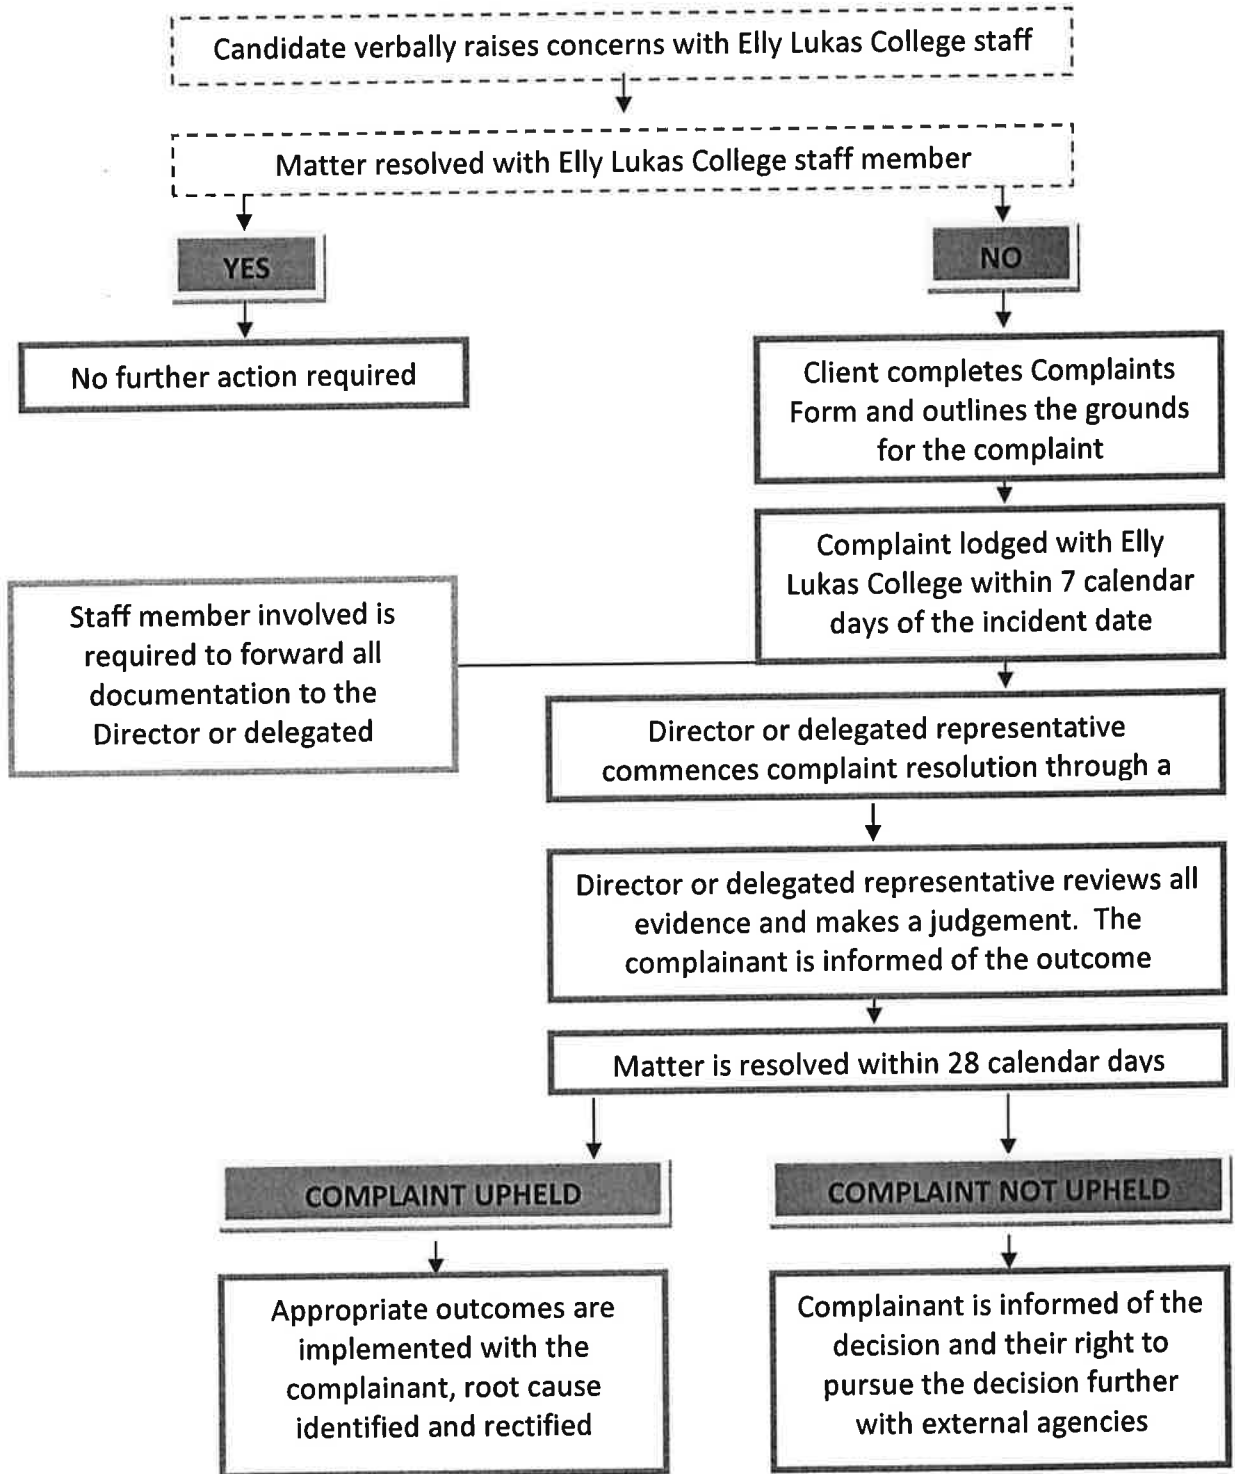 Candidate verbally raises concerns with Elly Lukas College staff
Matter resolved with Elly Lukas College staff member
YES
NO
No further action required
Client completes Complaints
Form and outlines the grounds
for the complaint
Complaint lodged with Elly
Lukas College within 7 calendar
days of the incident date
Staff member involved is
required to forward all
documentation to the
Director or delegated
Director or delegated representative
commences complaint resolution through a
Director or delegated representative reviews all
evidence and makes a judgement. The
complainant is informed of the outcome
Matter is resolved within 28 calendar days
COMPLAINT UPHELD
COMPLAINT NOT UPHELD
Appropriate outcomes are
implemented with the
complainant, root cause
identified and rectified
Complainant is informed of the
decision and their right to
pursue the decision further
with external agencies